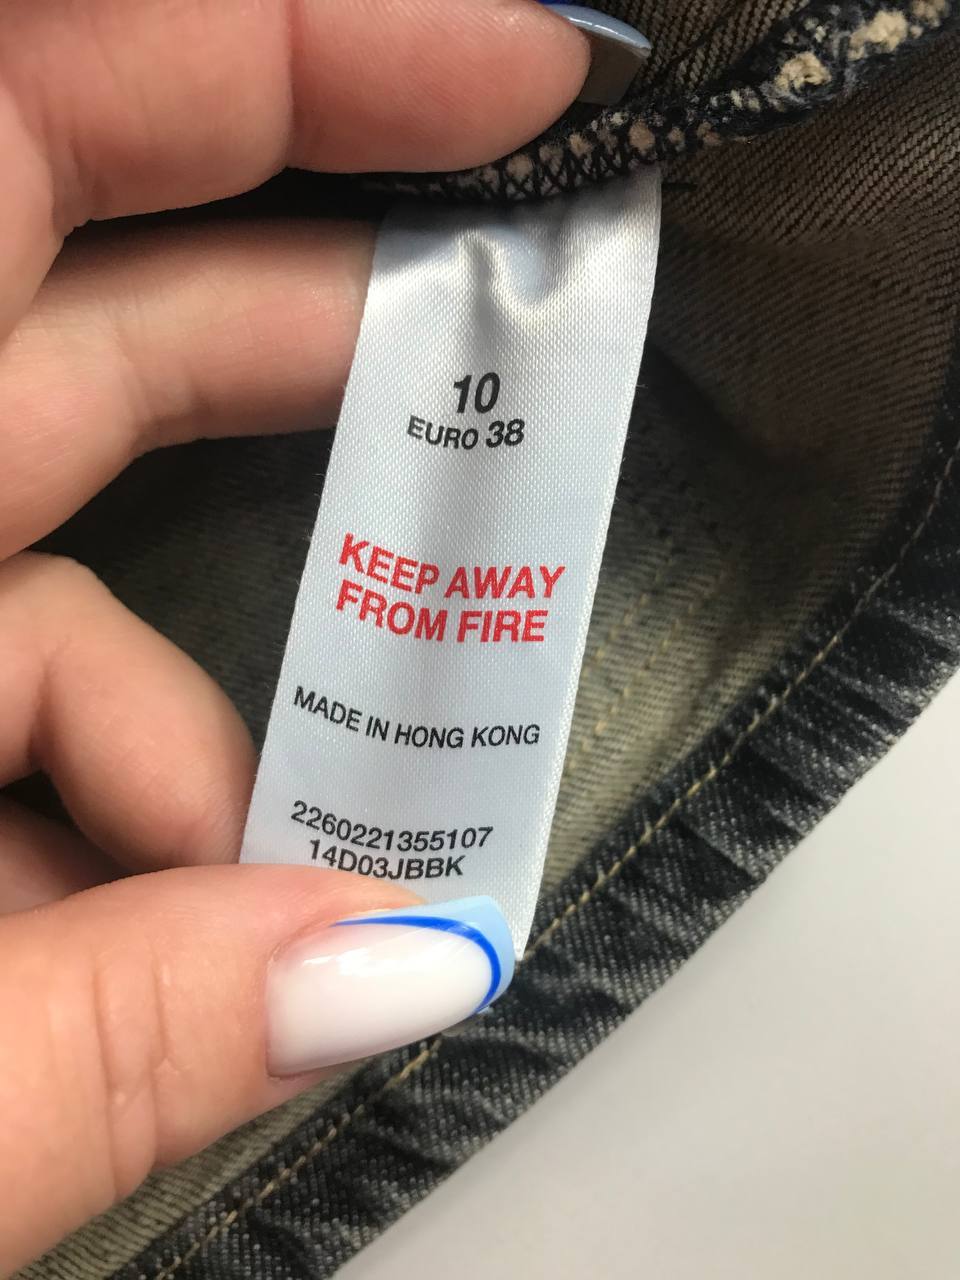 10
EURO 38
KEEP AWAY
FROM FIRE
MADE IN HONG KONG
2260221355107
14D03JBBK